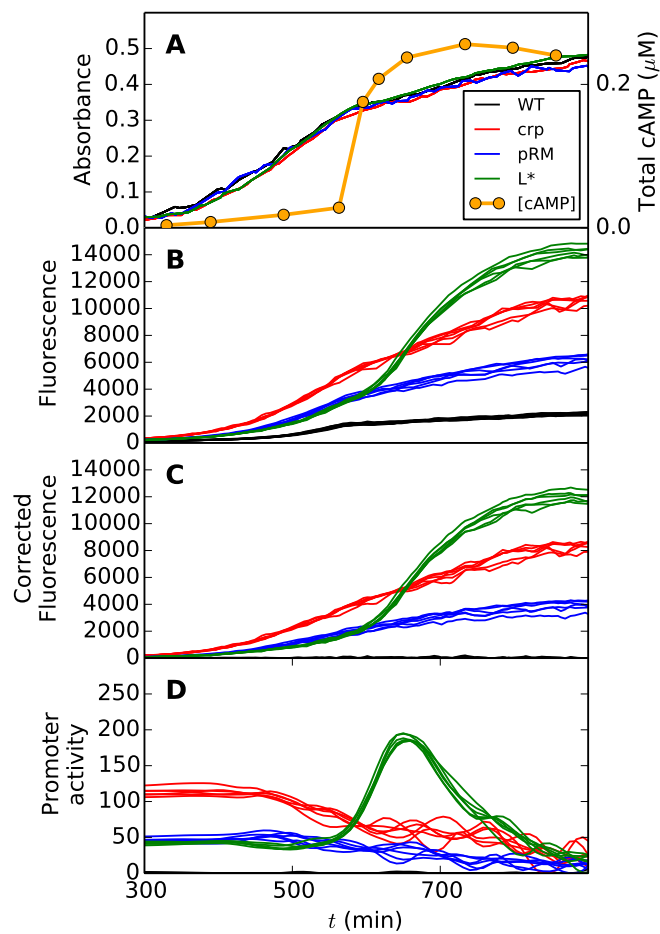 A
Absorbance
0.5
0.4
0.3
0.2
0.1
0.0
WT
crp
pRM
L*
[cAMP]
0.2
0.0
Total cAMP (μM)
B
Fluorescence
14000
12000
10000
8000
6000
4000
2000
0
C
Corrected
Fluorescence
14000
12000
10000
8000
6000
4000
2000
0
D
Promoter
activity
250
200
150
100
50
0
300
500
700
t (min)